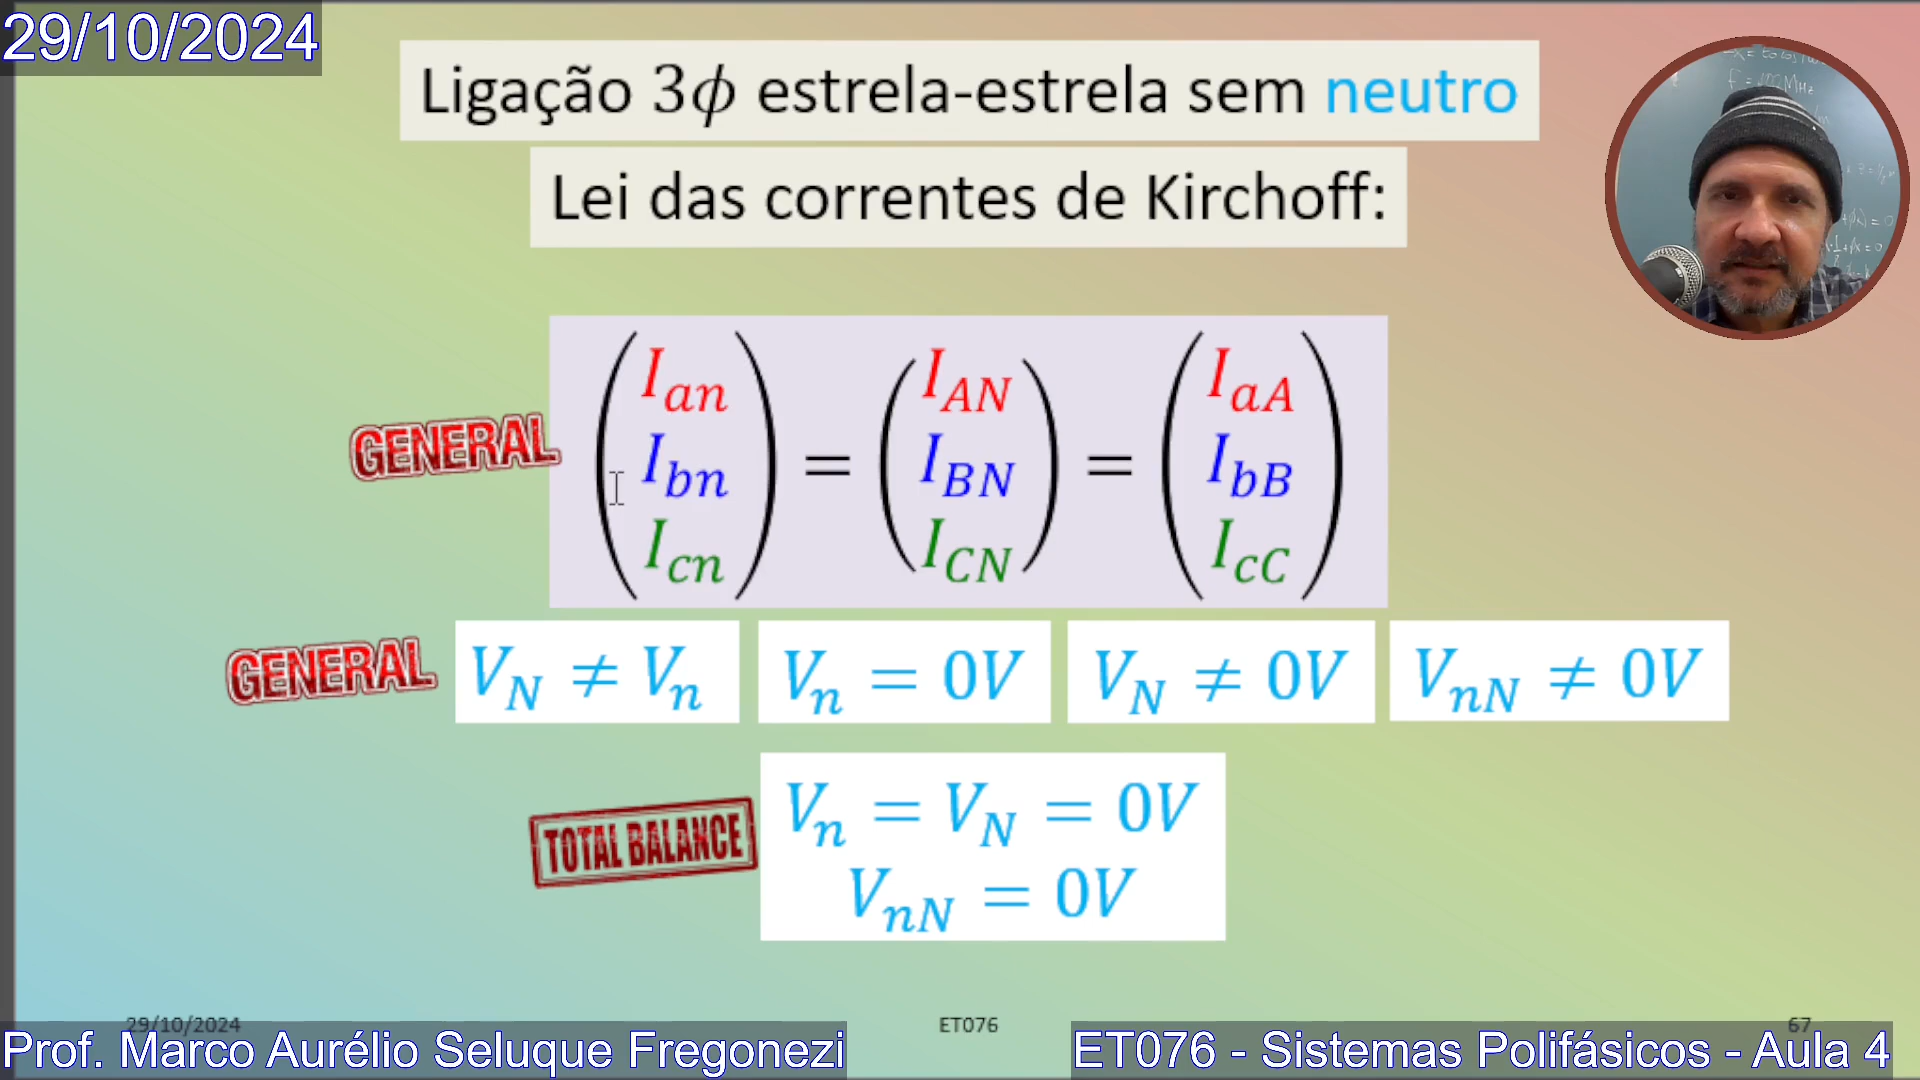 29/10/2024
Ligação 3ϕ estrela-estrela sem neutro
Lei das correntes de Kirchoff:
GENERAL
(I_an I_bn I_cn) = (I_AN I_BN I_CN) = (I_aA I_bB I_cC)
GENERAL
V_N ≠ V_n
V_n = 0V
V_N ≠ 0V
V_nN ≠ 0V
TOTAL BALANCE
V_n = V_N = 0V
V_nN = 0V
29/10/2024
ET076
67
Prof. Marco Aurélio Seluque Fregonezi
ET076 - Sistemas Polifásicos - Aula 4